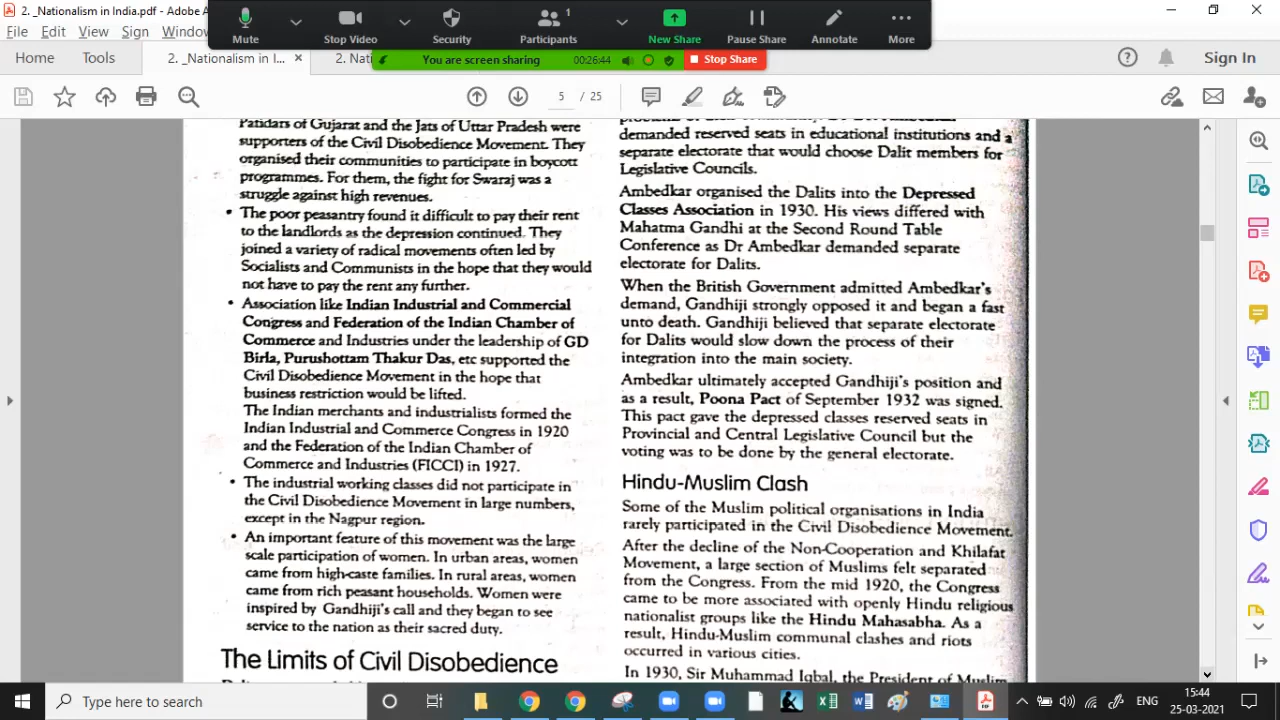 2. _Nationalism in India.pdf - Adobe A
File Edit View Sign Window
Mute
Stop Video
Security
1
Participants
New Share
Pause Share
Annotate
More
You are screen sharing
00:26:44
Stop Share
Home
Tools
2. _Nationalism in I...
2. Nat
Sign In
5 / 25
Patidars of Gujarat and the Jats of Uttar Pradesh were
supporters of the Civil Disobedience Movement. They
organised their communities to participate in boycott
programmes. For them, the fight for Swaraj was a
struggle against high revenues.
• The poor peasantry found it difficult to pay their rent
to the landlords as the depression continued. They
joined a variety of radical movements often led by
Socialists and Communists in the hope that they would
not have to pay the rent any further.
• Association like Indian Industrial and Commercial
Congress and Federation of the Indian Chamber of
Commerce and Industries under the leadership of GD
Birla, Purushottam Thakur Das, etc supported the
Civil Disobedience Movement in the hope that
business restriction would be lifted.
The Indian merchants and industrialists formed the
Indian Industrial and Commerce Congress in 1920
and the Federation of the Indian Chamber of
Commerce and Industries (FICCI) in 1927.
• The industrial working classes did not participate in
the Civil Disobedience Movement in large numbers,
except in the Nagpur region.
• An important feature of this movement was the large
scale participation of women. In urban areas, women
came from high-caste families. In rural areas, women
came from rich peasant households. Women were
inspired by Gandhiji's call and they began to see
service to the nation as their sacred duty.
The Limits of Civil Disobedience
demanded reserved seats in educational institutions and a
separate electorate that would choose Dalit members for
Legislative Councils.
Ambedkar organised the Dalits into the Depressed
Classes Association in 1930. His views differed with
Mahatma Gandhi at the Second Round Table
Conference as Dr Ambedkar demanded separate
electorate for Dalits.
When the British Government admitted Ambedkar's
demand, Gandhiji strongly opposed it and began a fast
unto death. Gandhiji believed that separate electorate
for Dalits would slow down the process of their
integration into the main society.
Ambedkar ultimately accepted Gandhiji's position and
as a result, Poona Pact of September 1932 was signed.
This pact gave the depressed classes reserved seats in
Provincial and Central Legislative Council but the
voting was to be done by the general electorate.
Hindu-Muslim Clash
Some of the Muslim political organisations in India
rarely participated in the Civil Disobedience Movement.
After the decline of the Non-Cooperation and Khilafat
Movement, a large section of Muslims felt separated
from the Congress. From the mid 1920, the Congress
came to be more associated with openly Hindu religious
nationalist groups like the Hindu Mahasabha. As a
result, Hindu-Muslim communal clashes and riots
occurred in various cities.
In 1930, Sir Muhammad Iqbal, the President of Muslim
Type here to search
ENG
15:44
25-03-2021